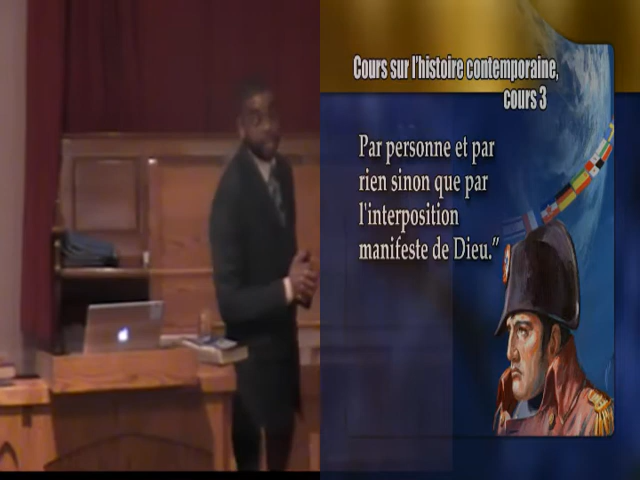 Cours sur l'histoire contemporaine,
cours 3
Par personne et par
rien sinon que par
l'interposition
manifeste de Dieu.”